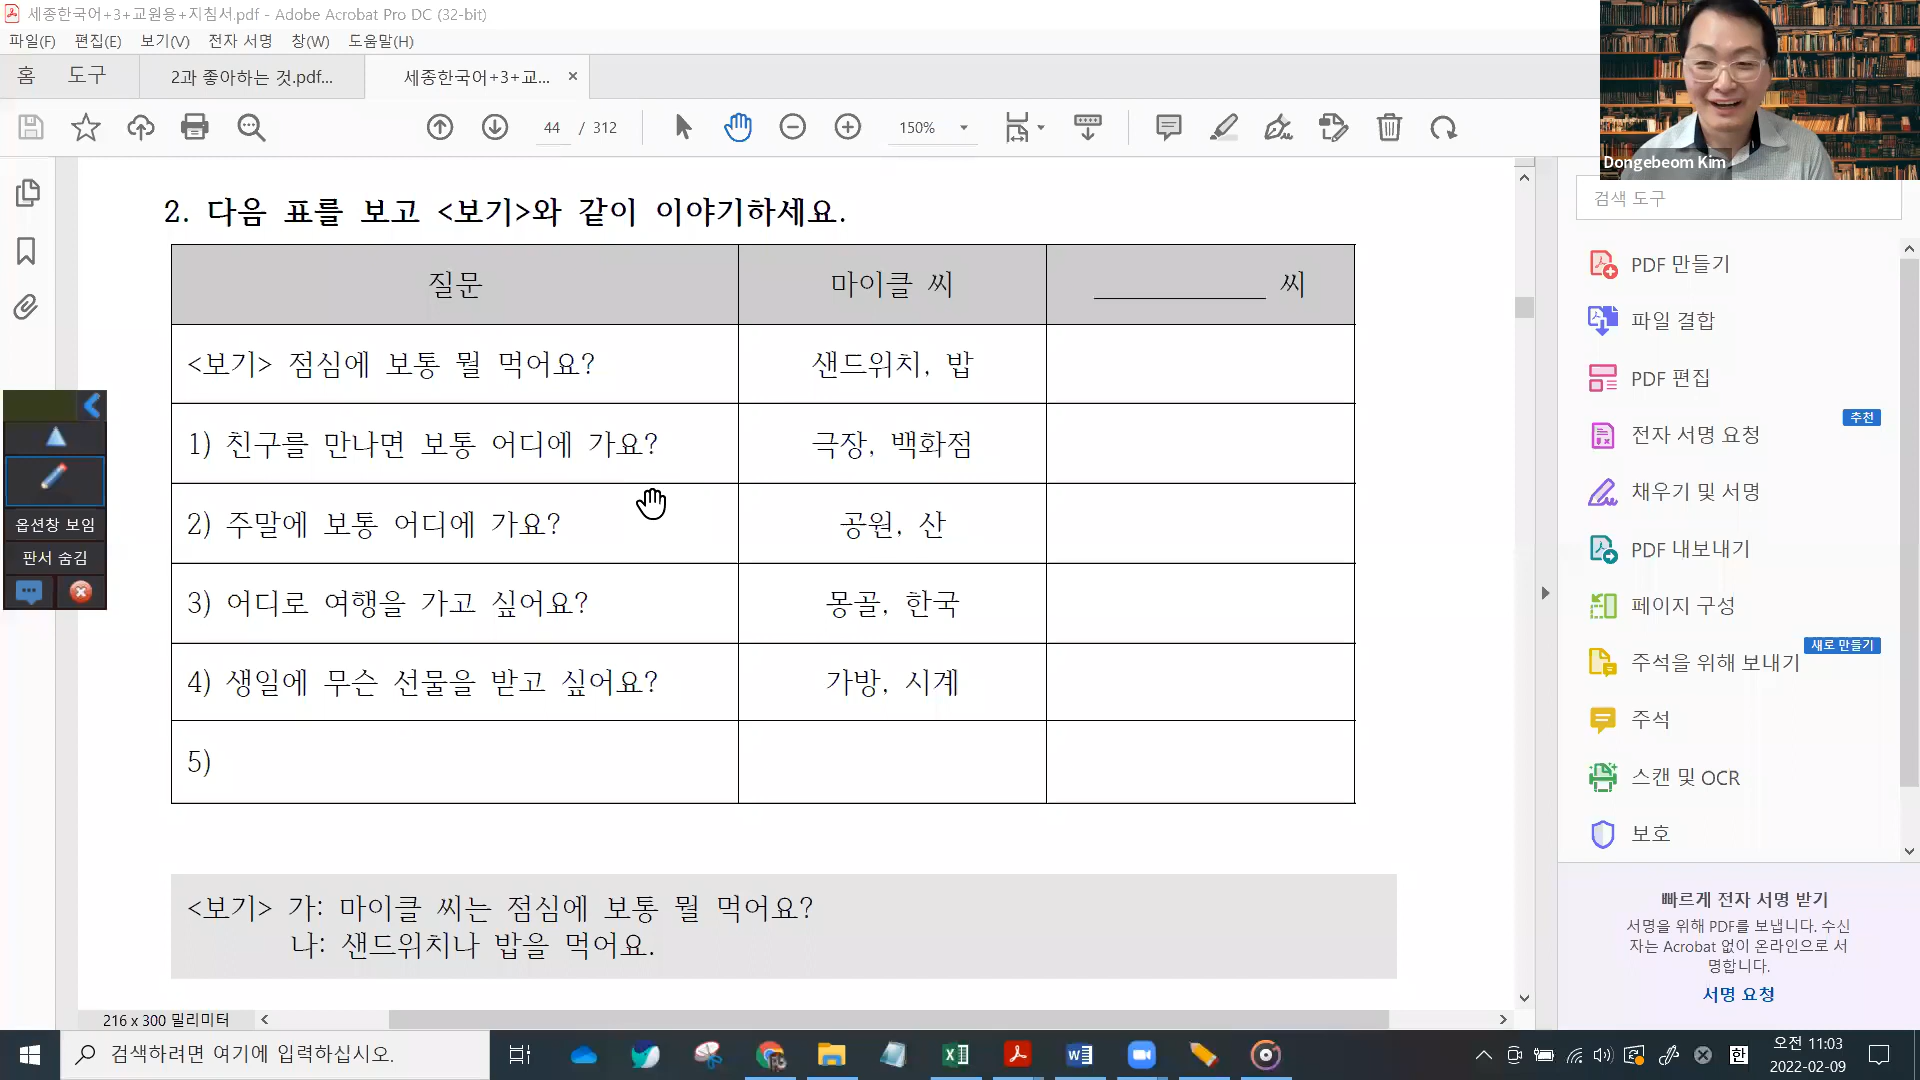 세종한국어+3+교원용+지침서.pdf - Adobe Acrobat Pro DC (32-bit)
파일(F) 편집(E) 보기(V) 전자 서명 창(W) 도움말(H)
홈 도구 2과 좋아하는 것.pdf... 세종한국어+3+교... ×
44 / 312 150%
Dongebeom Kim
검색 도구
2. 다음 표를 보고 <보기>와 같이 이야기하세요.
질문 마이클 씨 ____________ 씨
<보기> 점심에 보통 뭘 먹어요? 샌드위치, 밥
1) 친구를 만나면 보통 어디에 가요? 극장, 백화점
2) 주말에 보통 어디에 가요? 공원, 산
3) 어디로 여행을 가고 싶어요? 몽골, 한국
4) 생일에 무슨 선물을 받고 싶어요? 가방, 시계
5)
<보기> 가: 마이클 씨는 점심에 보통 뭘 먹어요?
나: 샌드위치나 밥을 먹어요.
옵션창 보임
판서 숨김
PDF 만들기
파일 결합
PDF 편집
추천
전자 서명 요청
채우기 및 서명
PDF 내보내기
페이지 구성
새로 만들기
주석을 위해 보내기
주석
스캔 및 OCR
보호
빠르게 전자 서명 받기
서명을 위해 PDF를 보냅니다. 수신
자는 Acrobat 없이 온라인으로 서
명합니다.
서명 요청
216 x 300 밀리미터
검색하려면 여기에 입력하십시오.
한
오전 11:03
2022-02-09